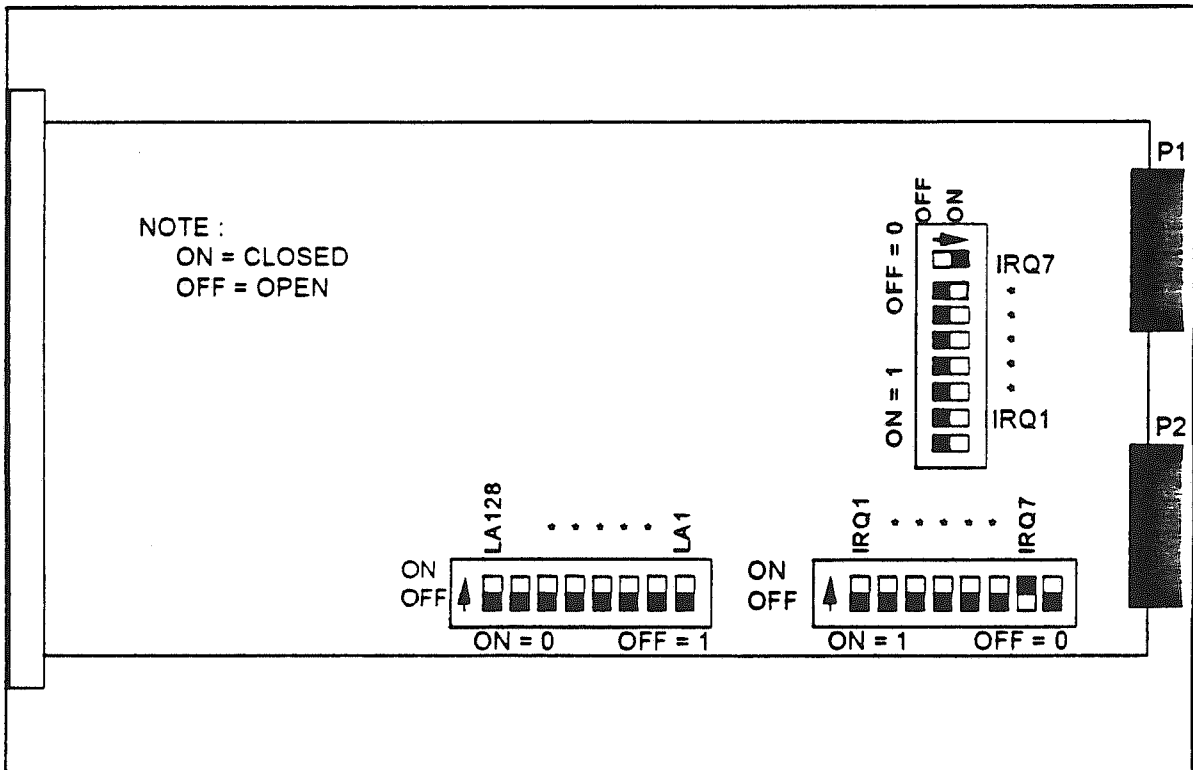 P1
OFF
ON
NOTE :
ON = CLOSED
OFF = OPEN
OFF = 0
IRQ7
*
*
*
*
*
ON = 1
IRQ1
P2
LA128 * * * * * LA1
IRQ1 * * * * * IRQ7
ON
OFF
ON = 0 OFF = 1
ON
OFF
ON = 1 OFF = 0